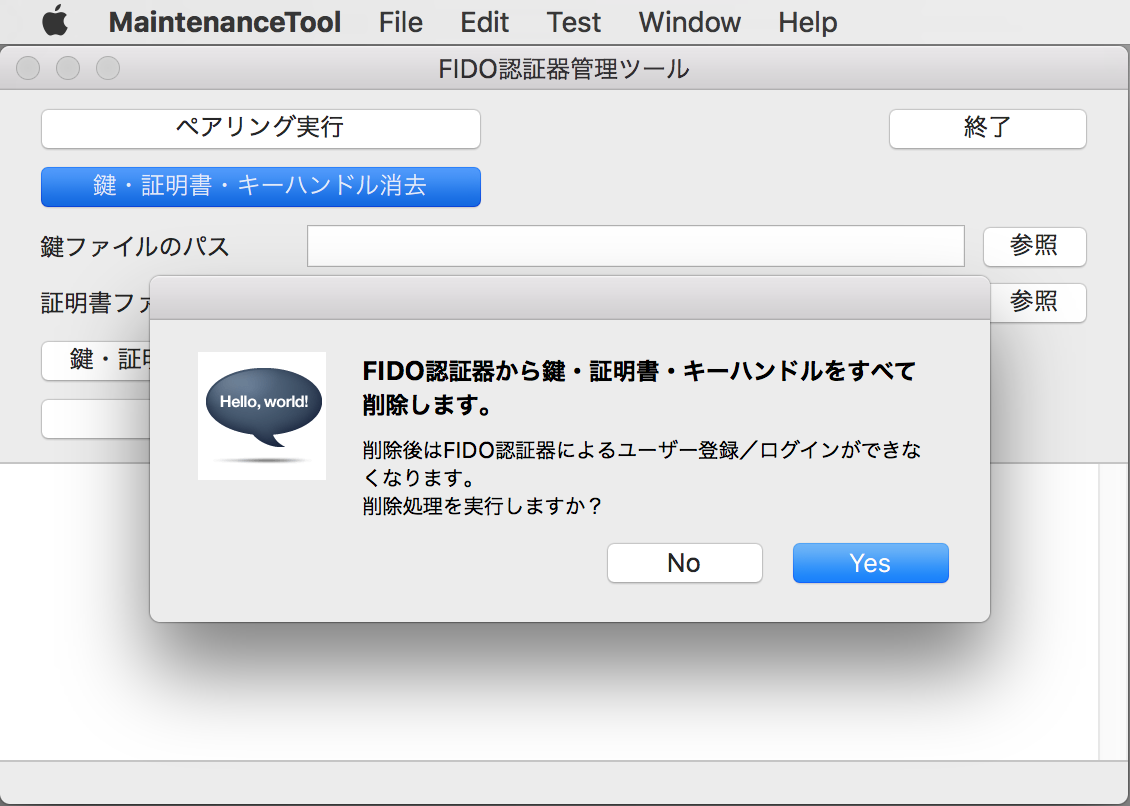 MaintenanceTool File Edit Test Window Help
FIDO認証器管理ツール
ペアリング実行
終了
鍵・証明書・キーハンドル消去
鍵ファイルのパス
参照
証明書ファ
参照
鍵・証明
Hello, world!
FIDO認証器から鍵・証明書・キーハンドルをすべて
削除します。
削除後はFIDO認証器によるユーザー登録／ログインができな
くなります。
削除処理を実行しますか？
No
Yes